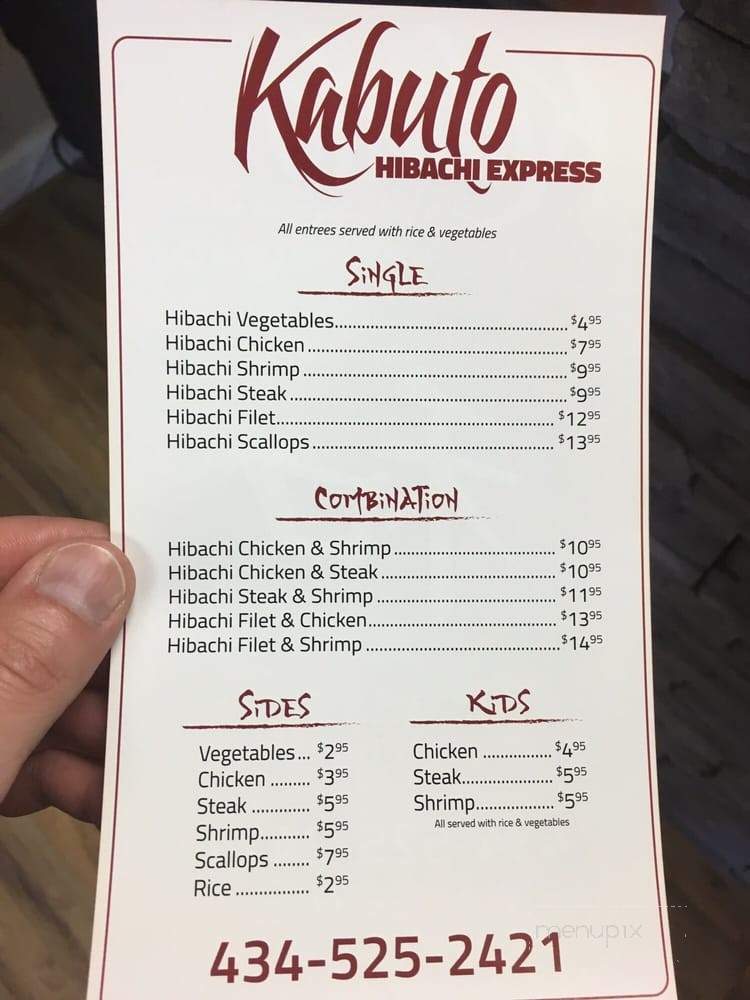 Kabuto
HIBACHI EXPRESS
All entrees served with rice & vegetables
SiNGLE
Hibachi Vegetables.......... $4.95
Hibachi Chicken .......... $7.95
Hibachi Shrimp .......... $9.95
Hibachi Steak .......... $9.95
Hibachi Filet.......... $12.95
Hibachi Scallops .......... $13.95
COMBiNATiON
Hibachi Chicken & Shrimp .......... $10.95
Hibachi Chicken & Steak .......... $10.95
Hibachi Steak & Shrimp .......... $11.95
Hibachi Filet & Chicken.......... $13.95
Hibachi Filet & Shrimp .......... $14.95
SiDES
Vegetables... $2.95
Chicken ......... $3.95
Steak ............. $5.95
Shrimp........... $5.95
Scallops ........ $7.95
Rice ................ $2.95
KiDS
Chicken ............... $4.95
Steak.................... $5.95
Shrimp................. $5.95
All served with rice & vegetables
434-525-2421
menupix